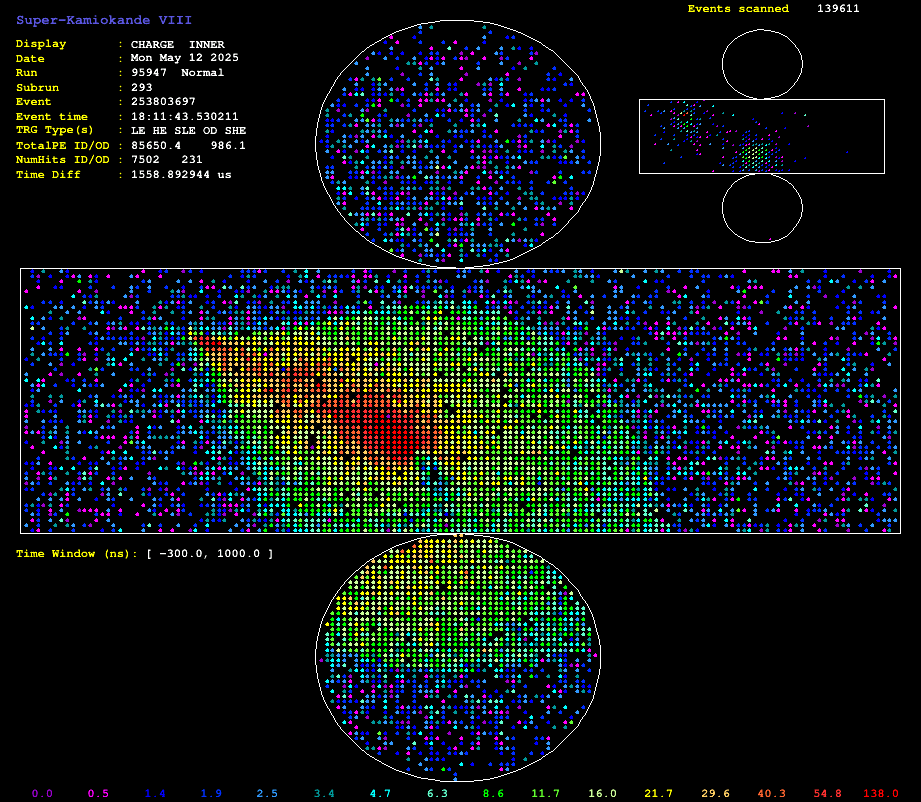 Super-Kamiokande VIII
Events scanned 139611
Display : CHARGE INNER
Date : Mon May 12 2025
Run : 95947 Normal
Subrun : 293
Event : 253803697
Event time : 18:11:43.530211
TRG Type(s) : LE HE SLE OD SHE
TotalPE ID/OD : 85650.4 986.1
NumHits ID/OD : 7502 231
Time Diff : 1558.892944 us
Time Window (ns): [ −300.0, 1000.0 ]
0.0 0.5 1.4 1.9 2.5 3.4 4.7 6.3 8.6 11.7 16.0 21.7 29.6 40.3 54.8 138.0